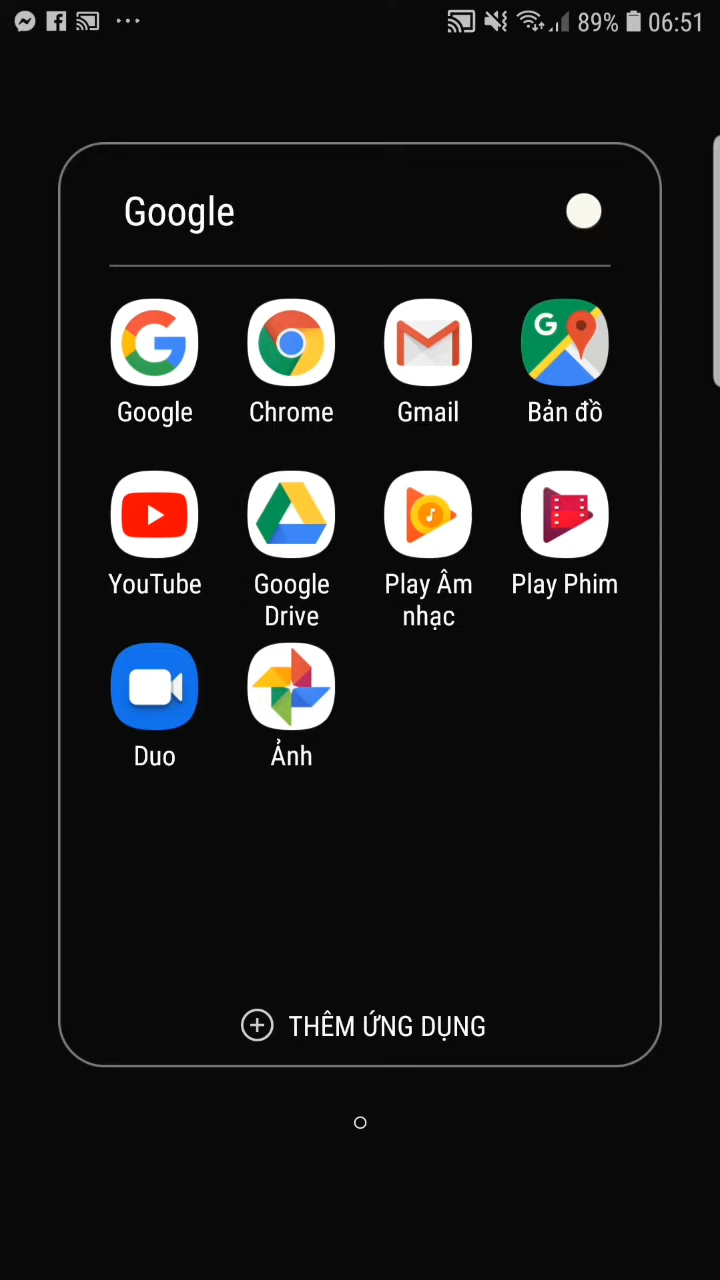 89% 06:51
Google
Google Chrome Gmail Bản đồ
YouTube Google Play Âm Play Phim
Drive nhạc
Duo Ảnh
THÊM ỨNG DỤNG